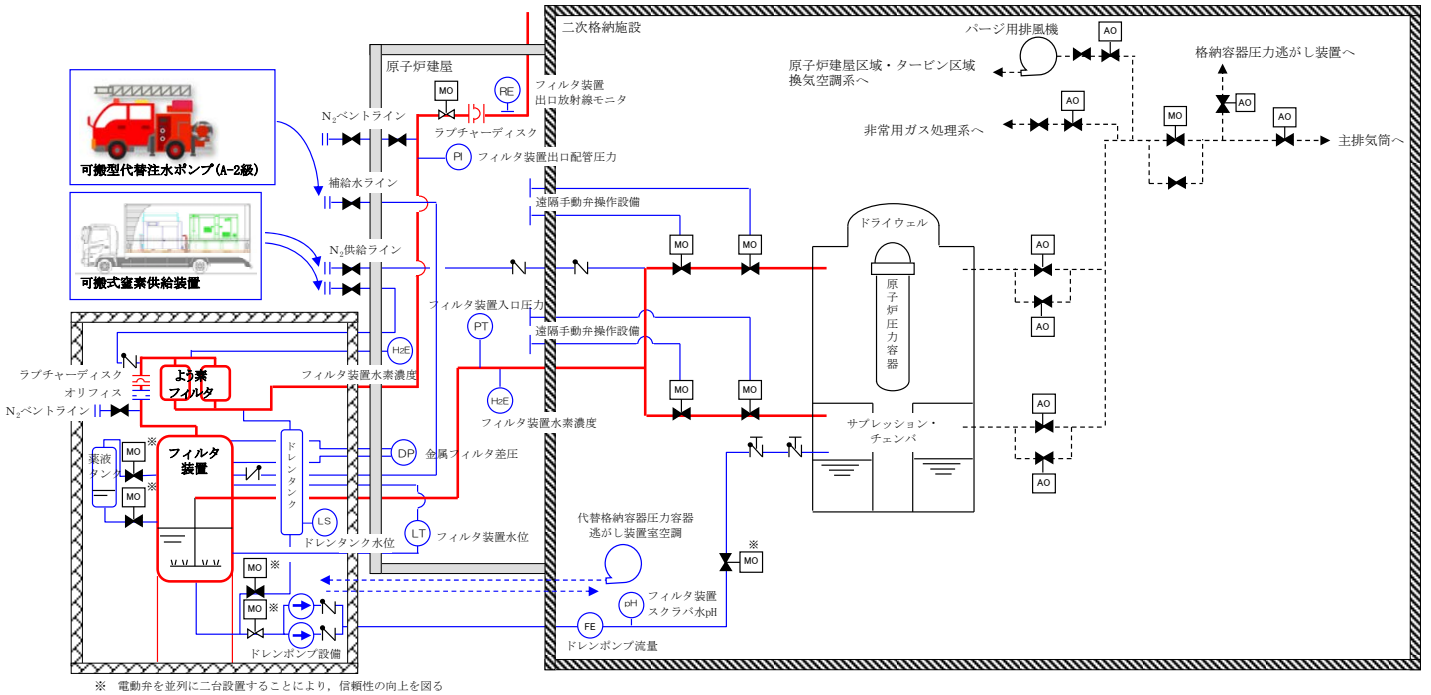 二次格納施設
原子炉建屋
パージ用排風機
AO
格納容器圧力逃がし装置へ
原子炉建屋区域・タービン区域
換気空調系へ
AO
AO
MO
AO
非常用ガス処理系へ
主排気筒へ
AO
可搬型代替注水ポンプ(A-2級)
可搬式窒素供給装置
MO
RE
フィルタ装置
出口放射線モニタ
N₂ベントライン
ラプチャーディスク
PI
フィルタ装置出口配管圧力
補給水ライン
遠隔手動弁操作設備
N₂供給ライン
MO
MO
ドライウェル
原子炉圧力容器
AO
AO
フィルタ装置入口圧力
PT
遠隔手動弁操作設備
H2E
フィルタ装置水素濃度
H2E
フィルタ装置水素濃度
MO
MO
サプレッション・
チェンバ
AO
AO
ラプチャーディスク
オリフィス
N₂ベントライン
よう素
フィルタ
フィルタ
装置
薬液
タンク
MO
※
MO
※
ドレンタンク
DP
金属フィルタ差圧
LS
ドレンタンク水位
LT
フィルタ装置水位
代替格納容器圧力容器
逃がし装置室空調
※
MO
MO
※
MO
※
ドレンポンプ設備
pH
フィルタ装置
スクラバ水pH
FE
ドレンポンプ流量
※ 電動弁を並列に二台設置することにより，信頼性の向上を図る